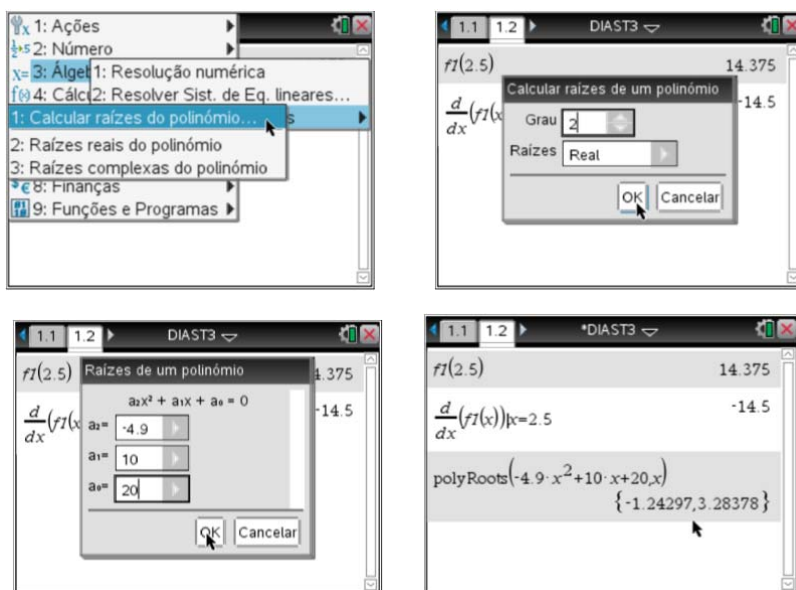 1: Ações
2: Número
3: Álgeb
1: Resolução numérica
4: Cálcu
2: Resolver Sist. de Eq. lineares...
1: Calcular raízes do polinómio...
s
2: Raízes reais do polinómio
3: Raízes complexas do polinómio
8: Finanças
9: Funções e Programas
1.1 1.2 DIAST3
f1(2.5) 14.375
d/dx(f1(x -14.5
Calcular raízes de um polinómio
Grau 2
Raízes Real
OK Cancelar
1.1 1.2 DIAST3
f1(2.5) 4.375
d/dx(f1(x -14.5
Raízes de um polinómio
a₂x² + a₁x + a₀ = 0
a₂= -4.9
a₁= 10
a₀= 20
OK Cancelar
1.1 1.2 *DIAST3
f1(2.5) 14.375
d/dx(f1(x))|x=2.5 -14.5
polyRoots(-4.9·x²+10·x+20,x)
{-1.24297,3.28378}